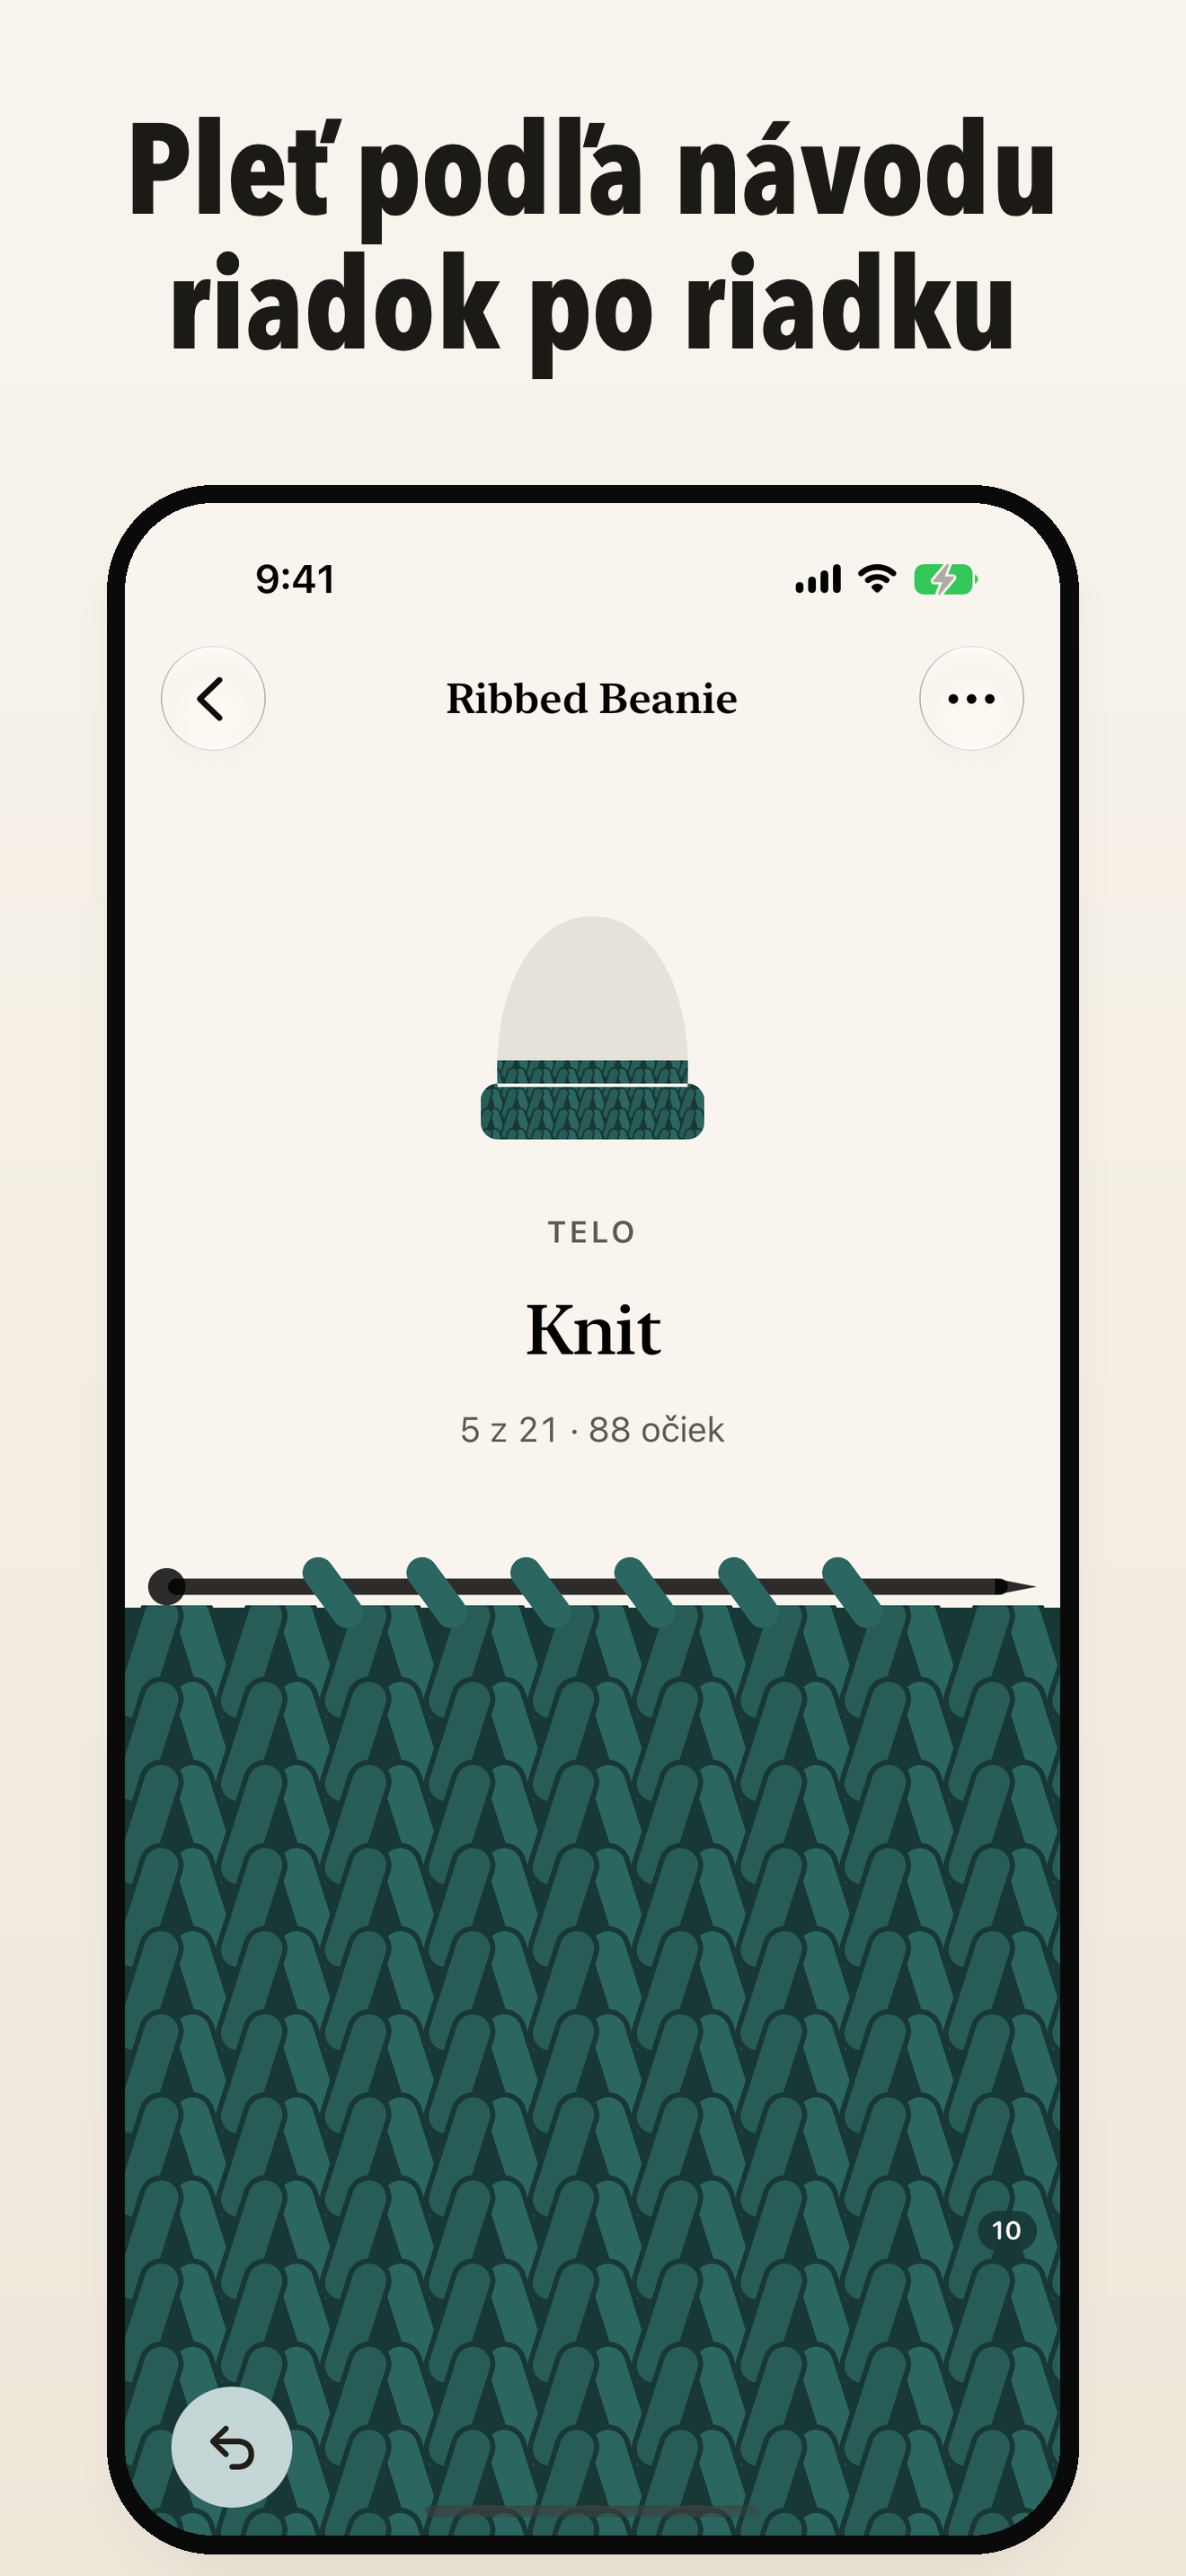 Pleť podľa návodu
riadok po riadku
9:41
Ribbed Beanie
TELO
Knit
5 z 21 · 88 očiek
10